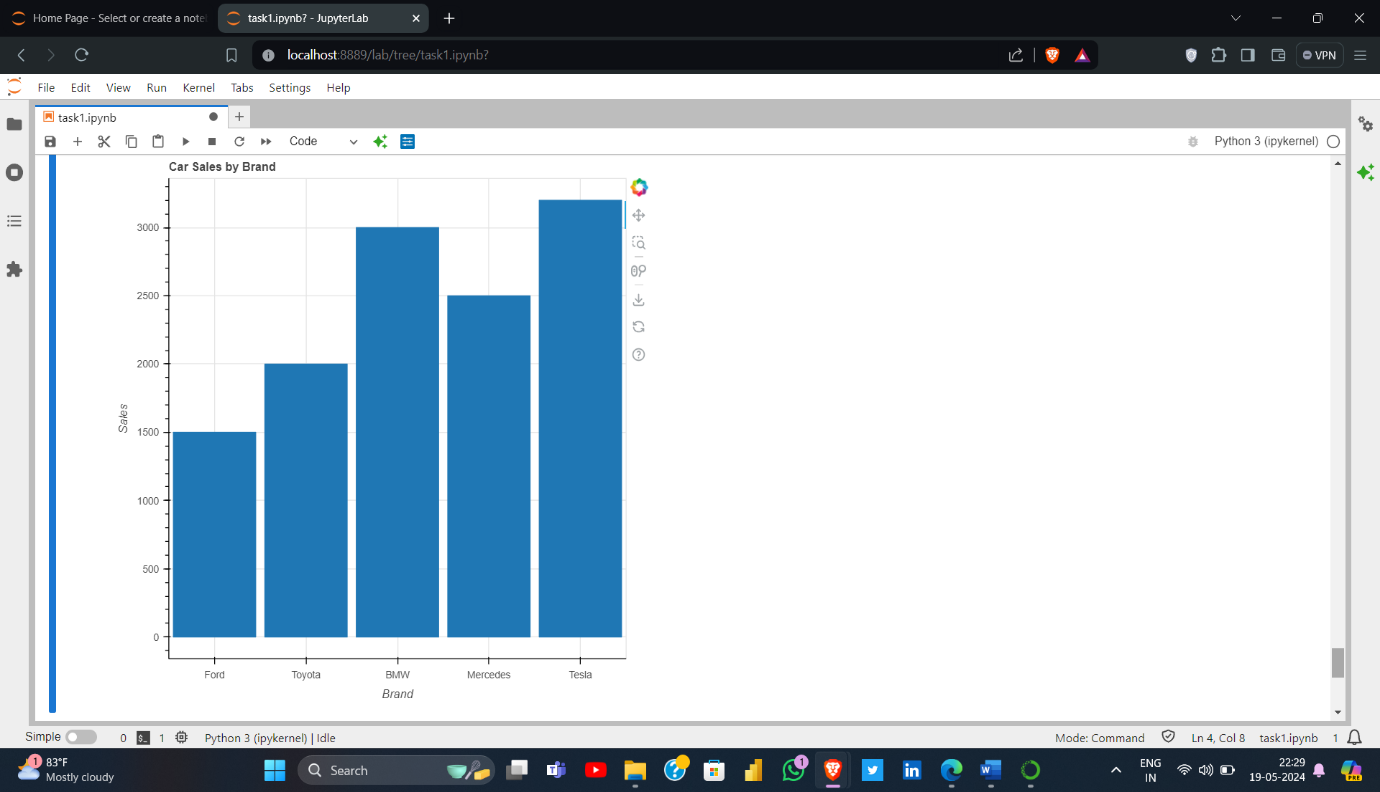 Home Page - Select or create a note
task1.ipynb? - JupyterLab
localhost:8889/lab/tree/task1.ipynb?
VPN
File Edit View Run Kernel Tabs Settings Help
task1.ipynb
Code
Python 3 (ipykernel)
Car Sales by Brand
3000
2500
2000
1500
1000
500
0
Sales
Ford Toyota BMW Mercedes Tesla
Brand
Simple
0
$_
1
Python 3 (ipykernel) | Idle
Mode: Command
Ln 4, Col 8
task1.ipynb
1
1
83°F
Mostly cloudy
Search
1
ENG
IN
22:29
19-05-2024
PRE